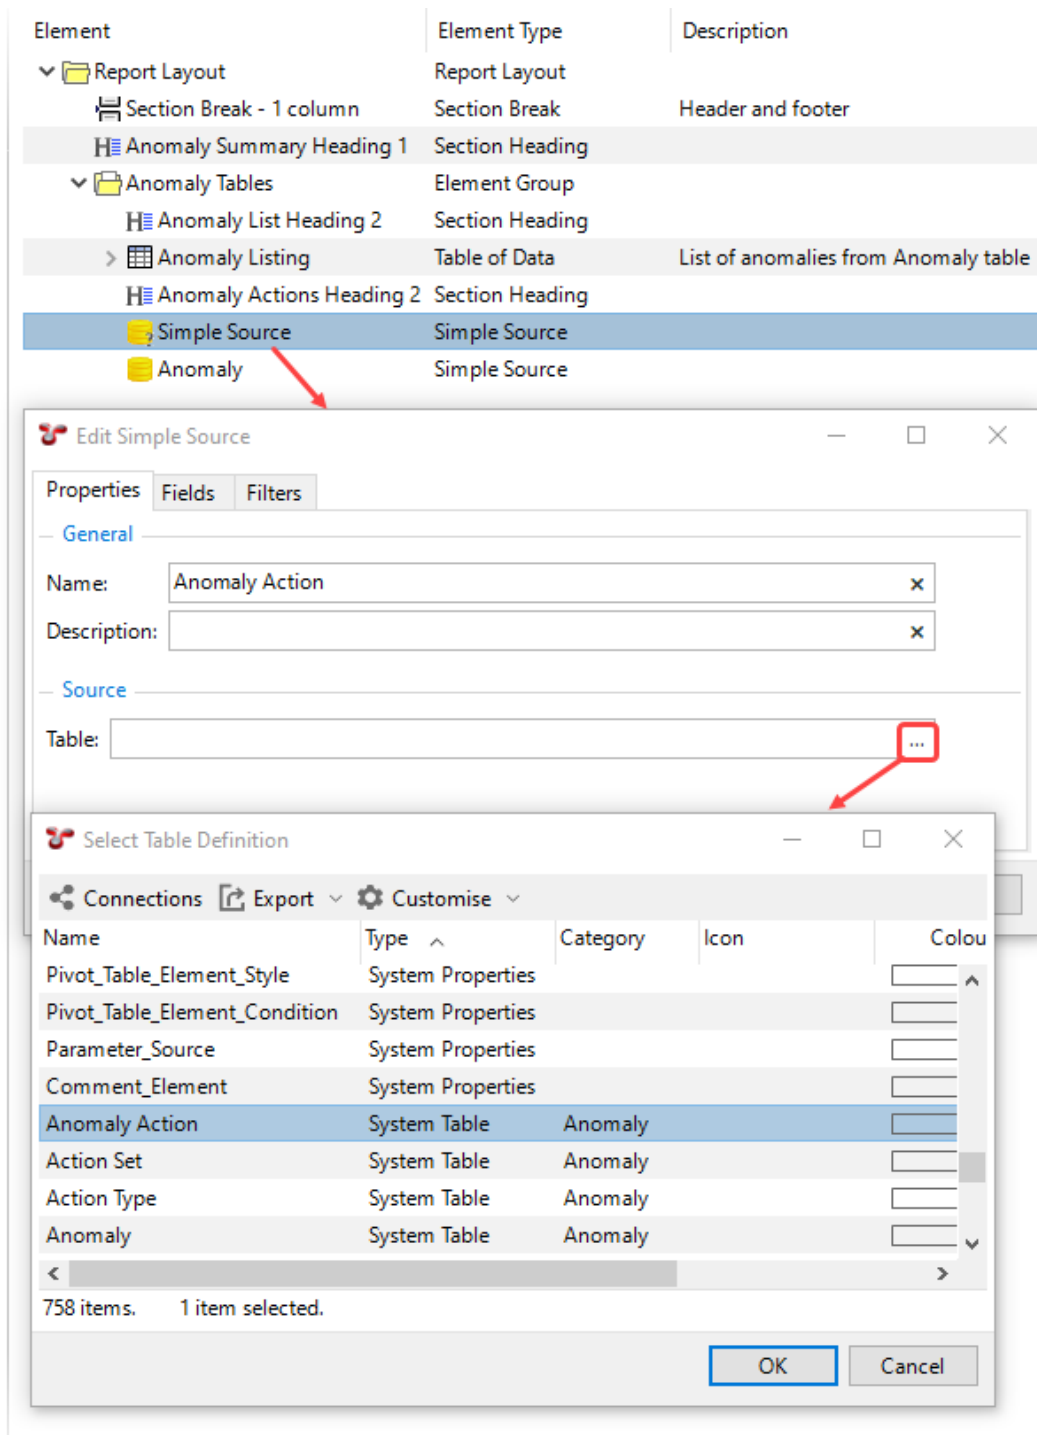 Element Element Type Description
Report Layout Report Layout
Section Break - 1 column Section Break Header and footer
Anomaly Summary Heading 1 Section Heading
Anomaly Tables Element Group
Anomaly List Heading 2 Section Heading
Anomaly Listing Table of Data List of anomalies from Anomaly table
Anomaly Actions Heading 2 Section Heading
Simple Source Simple Source
Anomaly Simple Source
Edit Simple Source
Properties Fields Filters
General
Name: Anomaly Action
Description:
Source
Table: ...
Select Table Definition
Connections Export Customise
Name Type Category Icon Colou
Pivot_Table_Element_Style System Properties
Pivot_Table_Element_Condition System Properties
Parameter_Source System Properties
Comment_Element System Properties
Anomaly Action System Table Anomaly
Action Set System Table Anomaly
Action Type System Table Anomaly
Anomaly System Table Anomaly
758 items. 1 item selected.
OK Cancel